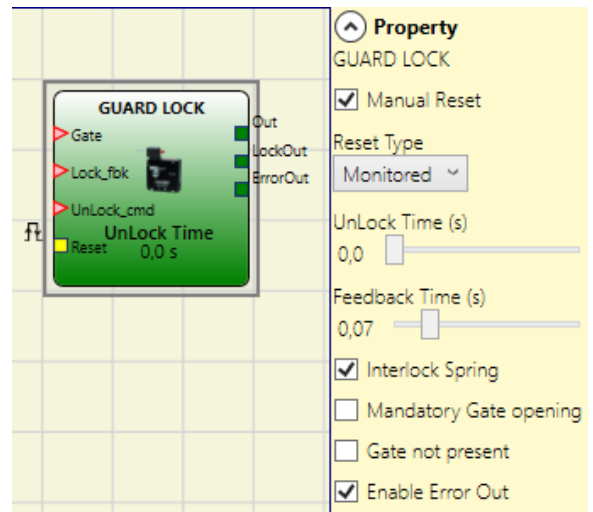 GUARD LOCK
Gate
Lock_fbk
UnLock_cmd
Reset
UnLock Time
0,0 s
Out
LockOut
ErrorOut
Property
GUARD LOCK
Manual Reset
Reset Type
Monitored
UnLock Time (s)
0,0
Feedback Time (s)
0,07
Interlock Spring
Mandatory Gate opening
Gate not present
Enable Error Out